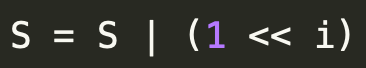 S = S | (1 << i)